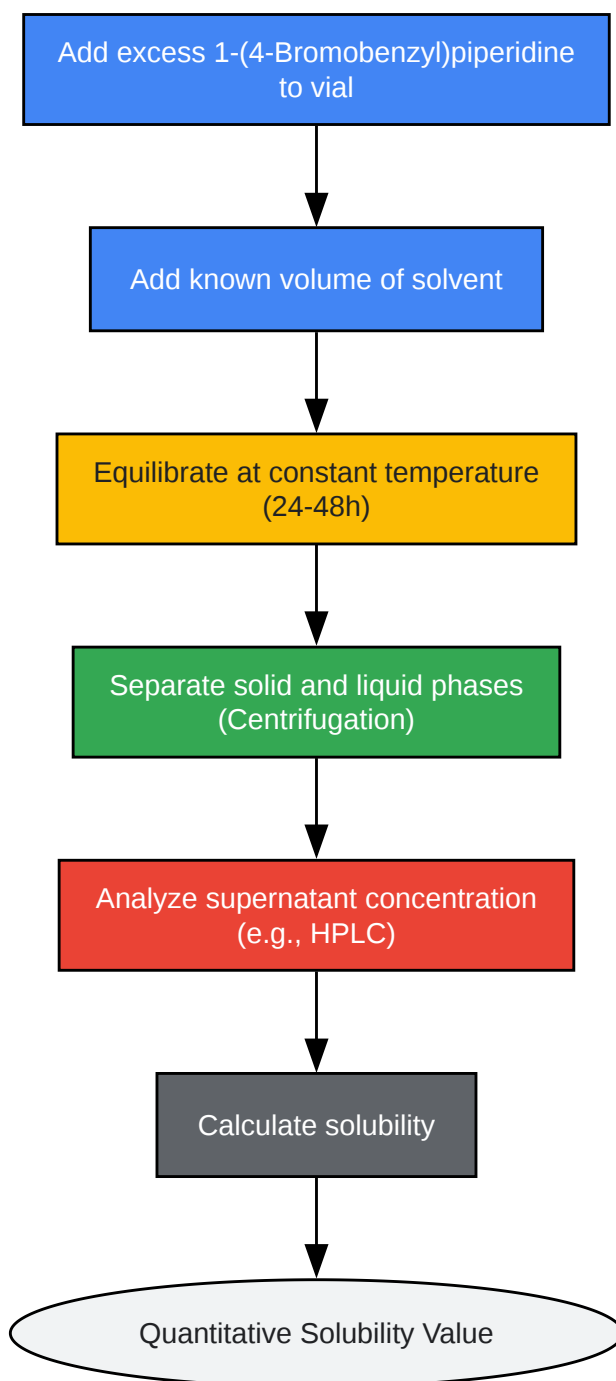 Add excess 1-(4-Bromobenzyl)piperidine
to vial
Add known volume of solvent
Equilibrate at constant temperature
(24-48h)
Separate solid and liquid phases
(Centrifugation)
Analyze supernatant concentration
(e.g., HPLC)
Calculate solubility
Quantitative Solubility Value